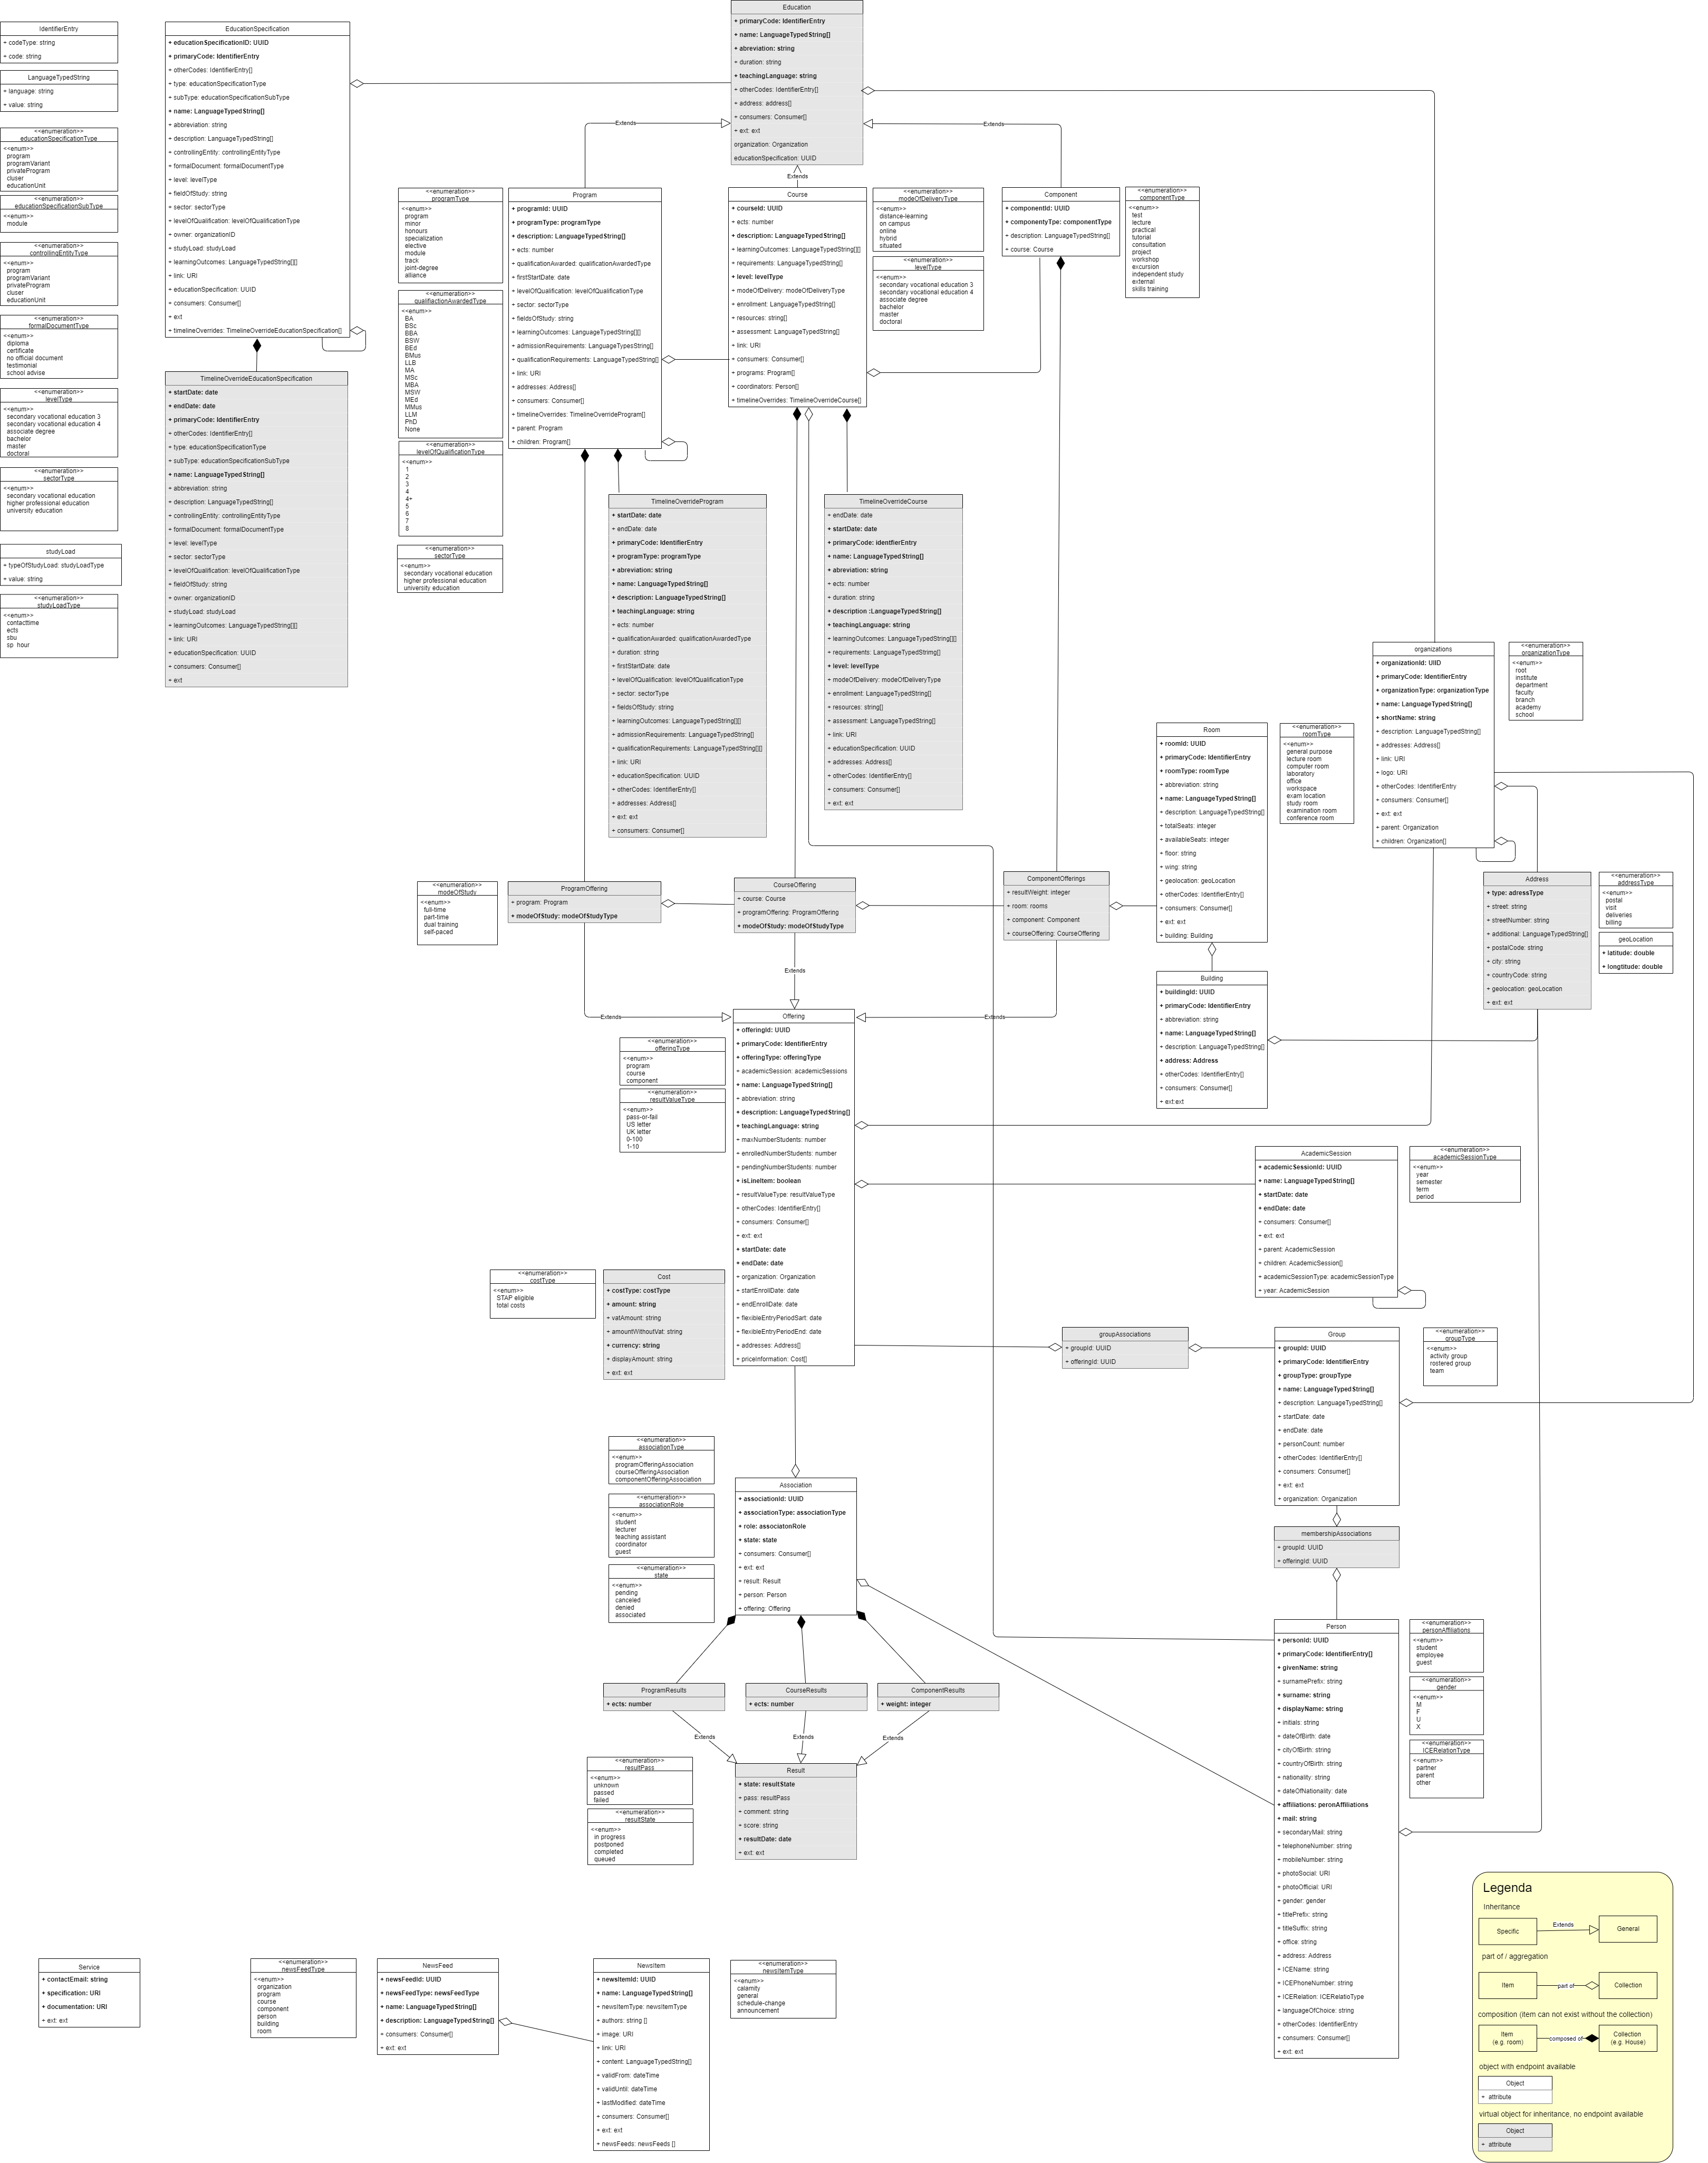 IdentifierEntry
+ codeType: string
+ code: string
LanguageTypedString
+ language: string
+ value: string
<<enumeration>>
educationSpecificationType
<<enum>>
program
programVariant
privateProgram
cluser
educationUnit
<<enumeration>>
educationSpecificationSubType
<<enum>>
module
<<enumeration>>
controllingEntityType
<<enum>>
program
programVariant
privateProgram
cluser
educationUnit
<<enumeration>>
formalDocumentType
<<enum>>
diploma
certificate
no official document
testimonial
school advise
<<enumeration>>
levelType
<<enum>>
secondary vocational education 3
secondary vocational education 4
associate degree
bachelor
master
doctoral
<<enumeration>>
sectorType
<<enum>>
secondary vocational education
higher professional education
university education
studyLoad
+ typeOfStudyLoad: studyLoadType
+ value: string
<<enumeration>>
studyLoadType
<<enum>>
contacttime
ects
sbu
sp_hour
EducationSpecification
+ educationSpecificationID: UUID
+ primaryCode: IdentifierEntry
+ otherCodes: IdentifierEntry[]
+ type: educationSpecificationType
+ subType: educationSpecificationSubType
+ name: LanguageTypedString[]
+ abbreviation: string
+ description: LanguageTypedString[]
+ controllingEntity: controllingEntityType
+ formalDocument: formalDocumentType
+ level: levelType
+ fieldOfStudy: string
+ sector: sectorType
+ levelOfQualification: levelOfQualificationType
+ owner: organizationID
+ studyLoad: studyLoad
+ learningOutcomes: LanguageTypedString[][]
+ link: URI
+ educationSpecification: UUID
+ consumers: Consumer[]
+ ext
+ timelineOverrides: TimelineOverrideEducationSpecification[]
TimelineOverrideEducationSpecification
+ startDate: date
+ endDate: date
+ primaryCode: IdentifierEntry
+ otherCodes: IdentifierEntry[]
+ type: educationSpecificationType
+ subType: educationSpecificationSubType
+ name: LanguageTypedString[]
+ abbreviation: string
+ description: LanguageTypedString[]
+ controllingEntity: controllingEntityType
+ formalDocument: formalDocumentType
+ level: levelType
+ sector: sectorType
+ levelOfQualification: levelOfQualificationType
+ fieldOfStudy: string
+ owner: organizationID
+ studyLoad: studyLoad
+ learningOutcomes: LanguageTypedString[][]
+ link: URI
+ educationSpecification: UUID
+ consumers: Consumer[]
+ ext
Education
+ primaryCode: IdentifierEntry
+ name: LanguageTypedString[]
+ abreviation: string
+ duration: string
+ teachingLanguage: string
+ otherCodes: IdentifierEntry[]
+ address: address[]
+ consumers: Consumer[]
+ ext: ext
organization: Organization
educationSpecification: UUID
Extends
Extends
Extends
<<enumeration>>
programType
<<enum>>
program
minor
honours
specialization
elective
module
track
joint-degree
alliance
<<enumeration>>
qualifiactionAwardedType
<<enum>>
BA
BSc
BBA
BSW
BEd
BMus
LLB
MA
MSc
MBA
MSW
MEd
MMus
LLM
PhD
None
<<enumeration>>
levelOfQualificationType
<<enum>>
1
2
3
4
4+
5
6
7
8
<<enumeration>>
sectorType
<<enum>>
secondary vocational education
higher professional education
university education
Program
+ programId: UUID
+ programType: programType
+ description: LanguageTypedString[]
+ ects: number
+ qualificationAwarded: qualificationAwardedType
+ firstStartDate: date
+ levelOfQualification: levelOfQualificationType
+ sector: sectorType
+ fieldsOfStudy: string
+ learningOutcomes: LanguageTypedString[][]
+ admissionRequirements: LanguageTypesString[]
+ qualificationRequirements: LanguageTypedString[]
+ link: URI
+ addresses: Address[]
+ consumers: Consumer[]
+ timelineOverrides: TimelineOverrideProgram[]
+ parent: Program
+ children: Program[]
Course
+ courseId: UUID
+ ects: number
+ description: LanguageTypedString[]
+ learningOutcomes: LanguageTypedString[][]
+ requirements: LanguageTypedString[]
+ level: levelType
+ modeOfDelivery: modeOfDeliveryType
+ enrolment: LanguageTypedString[]
+ resources: string[]
+ assessment: LanguageTypedString[]
+ link: URI
+ consumers: Consumer[]
+ programs: Program[]
+ coordinators: Person[]
+ timelineOverrides: TimelineOverrideCourse[]
<<enumeration>>
modeOfDeliveryType
<<enum>>
distance-learning
on campus
online
hybrid
situated
<<enumeration>>
levelType
<<enum>>
secondary vocational education 3
secondary vocational education 4
associate degree
bachelor
master
doctoral
Component
+ componentId: UUID
+ componentyType: componentType
+ description: LanguageTypedString[]
+ course: Course
<<enumeration>>
componentType
<<enum>>
test
lecture
practical
tutorial
consultation
project
workshop
excursion
independent study
external
skills training
TimelineOverrideProgram
+ startDate: date
+ endDate: date
+ primaryCode: IdentifierEntry
+ programType: programType
+ abreviation: string
+ name: LanguageTypedString[]
+ description: LanguageTypedString[]
+ teachingLanguage: string
+ ects: number
+ qualificationAwarded: qualificationAwardedType
+ duration: string
+ firstStartDate: date
+ levelOfQualification: levelOfQualificationType
+ sector: sectorType
+ fieldsOfStudy: string
+ learningOutcomes: LanguageTypedString[][]
+ admissionRequirements: LanguageTypedString[]
+ qualificationRequirements: LanguageTypedString[][]
+ link: URI
+ educationSpecification: UUID
+ otherCodes: IdentifierEntry[]
+ addresses: Address[]
+ ext: ext
+ consumers: Consumer[]
TimelineOverrideCourse
+ endDate: date
+ startDate: date
+ primaryCode: identfierEntry
+ name: LanguageTypedString[]
+ abreviation: string
+ ects: number
+ duration: string
+ description :LanguageTypedString[]
+ teachingLanguage: string
+ learningOutcomes: LanguageTypedString[][]
+ requirements: LanguageTypedStirng[]
+ level: levelType
+ modeOfDelivery: modeOfDeliveryType
+ enrollment: LanguageTypedString[]
+ resources: string[]
+ assessment: LanguageTypedString[]
+ link: URI
+ educationSpecification: UUID
+ addresses: Address[]
+ otherCodes: IdentifierEntry[]
+ consumers: Consumer[]
+ ext: ext
organizations
+ organizationId: UIID
+ primaryCode: IdentifierEntry
+ organizationType: organizationType
+ name: LanguageTypedString[]
+ shortName: string
+ description: LanguageTypedString[]
+ addresses: Address[]
+ link: URI
+ logo: URI
+ otherCodes: IdentifierEntry
+ consumers: Consumer[]
+ ext: ext
+ parent: Organization
+ children: Organization[]
<<enumeration>>
organizationType
<<enum>>
root
institute
department
faculty
branch
academy
school
Room
+ roomId: UUID
+ primaryCode: IdentifierEntry
+ roomType: roomType
+ abbreviation: string
+ name: LanguageTypedString[]
+ description: LanguageTypedString[]
+ totalSeats: integer
+ availableSeats: integer
+ floor: string
+ wing: string
+ geolocation: geoLocation
+ otherCodes: IdentifierEntry[]
+ consumers: Consumer[]
+ ext: ext
+ building: Building
<<enumeration>>
roomType
<<enum>>
general purpose
lecture room
computer room
laboratory
office
workspace
exam location
study room
examination room
conference room
<<enumeration>>
modeOfStudy
<<enum>>
full-time
part-time
dual training
self-paced
ProgramOffering
+ program: Program
+ modeOfStudy: modeOfStudyType
CourseOffering
+ course: Course
+ programOffering: ProgramOffering
+ modeOfStudy: modeOfStudyType
ComponentOfferings
+ resultWeight: integer
+ room: rooms
+ component: Component
+ courseOffering: CourseOffering
Address
+ type: adressType
+ street: string
+ streetNumber: string
+ additional: LanguageTypedString[]
+ postalCode: string
+ city: string
+ countryCode: string
+ geolocation: geoLocation
+ ext: ext
<<enumeration>>
addressType
<<enum>>
postal
visit
deliveries
billing
geoLocation
+ latitude: double
+ longtitude: double
Building
+ buildingId: UUID
+ primaryCode: IdentifierEntry
+ abbreviation: string
+ name: LanguageTypedString[]
+ description: LanguageTypedString[]
+ address: Address
+ otherCodes: IdentifierEntry[]
+ consumers: Consumer[]
+ ext:ext
Extends
Extends
Extends
<<enumeration>>
offeringType
<<enum>>
program
course
component
<<enumeration>>
resultValueType
<<enum>>
pass-or-fail
US letter
UK letter
0-100
1-10
Offering
+ offeringId: UUID
+ primaryCode: IdentifierEntry
+ offeringType: offeringType
+ academicSession: academicSessions
+ name: LanguageTypedString[]
+ abbreviation: string
+ description: LanguageTypedString[]
+ teachingLanguage: string
+ maxNumberStudents: number
+ enrolledNumberStudents: number
+ pendingNumberStudents: number
+ isLineItem: boolean
+ resultValueType: resultValueType
+ otherCodes: IdentifierEntry[]
+ consumers: Consumer[]
+ ext: ext
+ startDate: date
+ endDate: date
+ organization: Organization
+ startEnrollDate: date
+ endEnrollDate: date
+ flexibleEntryPeriodSart: date
+ flexibleEntryPeriodEnd: date
+ addresses: Address[]
+ priceInformation: Cost[]
<<enumeration>>
costType
<<enum>>
STAP eligible
total costs
Cost
+ costType: costType
+ amount: string
+ vatAmount: string
+ amountWithoutVat: string
+ currency: string
+ displayAmount: string
+ ext: ext
AcademicSession
+ academicSessionId: UUID
+ name: LanguageTypedString[]
+ startDate: date
+ endDate: date
+ consumers: Consumer[]
+ ext: ext
+ parent: AcademicSession
+ children: AcademicSession[]
+ academicSessionType: academicSessionType
+ year: AcademicSession
<<enumeration>>
academicSessionType
<<enum>>
year
semester
term
period
groupAssociations
+ groupId: UUID
+ offeringId: UUID
Group
+ groupId: UUID
+ primaryCode: IdentifierEntry
+ groupType: groupType
+ name: LanguageTypedString[]
+ description: LanguageTypedString[]
+ startDate: date
+ endDate: date
+ personCount: number
+ otherCodes: IdentifierEntry[]
+ consumers: Consumer[]
+ ext: ext
+ organization: Organization
<<enumeration>>
groupType
<<enum>>
activity group
rostered group
team
membershipAssociations
+ groupId: UUID
+ offeringId: UUID
<<enumeration>>
associationType
<<enum>>
programOfferingAssociation
courseOfferingAssociation
componentOfferingAssociation
<<enumeration>>
associationRole
<<enum>>
student
lecturer
teaching assistant
coordinator
guest
<<enumeration>>
state
<<enum>>
pending
canceled
denied
associated
Association
+ associationId: UUID
+ associationType: associationType
+ role: associatonRole
+ state: state
+ consumers: Consumer[]
+ ext: ext
+ result: Result
+ person: Person
+ offering: Offering
ProgramResults
+ ects: number
CourseResults
+ ects: number
ComponentResults
+ weight: integer
Extends
Extends
Extends
<<enumeration>>
resultPass
<<enum>>
unknown
passed
failed
<<enumeration>>
resultState
<<enum>>
in progress
postponed
completed
queued
Result
+ state: resultState
+ pass: resultPass
+ comment: string
+ score: string
+ resultDate: date
+ ext: ext
Person
+ personId: UUID
+ primaryCode: IdentifierEntry[]
+ givenName: string
+ surnamePrefix: string
+ surname: string
+ displayName: string
+ initials: string
+ dateOfBirth: date
+ cityOfBirth: string
+ countryOfBirth: string
+ nationality: string
+ dateOfNationality: date
+ affiliations: peronAffiliations
+ mail: string
+ secondaryMail: string
+ telephoneNumber: string
+ mobileNumber: string
+ photoSocial: URI
+ photoOfficial: URI
+ gender: gender
+ titlePrefix: string
+ titleSuffix: string
+ office: string
+ address: Address
+ ICEName: string
+ ICEPhoneNumber: string
+ ICERelation: ICERelatioType
+ languageOfChoice: string
+ otherCodes: IdentifierEntry
+ consumers: Consumer[]
+ ext: ext
<<enumeration>>
personAffiliations
<<enum>>
student
employee
guest
<<enumeration>>
gender
<<enum>>
M
F
U
X
<<enumeration>>
ICERelationType
<<enum>>
partner
parent
other
Service
+ contactEmail: string
+ specification: URI
+ documentation: URI
+ ext: ext
<<enumeration>>
newsFeedType
<<enum>>
organization
program
course
component
person
building
room
NewsFeed
+ newsFeedId: UUID
+ newsFeedType: newsFeedType
+ name: LanguageTypedString[]
+ description: LanguageTypedString[]
+ consumers: Consumer[]
+ ext: ext
NewsItem
+ newsItemId: UUID
+ name: LanguageTypedString[]
+ newsItemType: newsItemType
+ authors: string []
+ image: URI
+ link: URI
+ content: LanguageTypedString[]
+ validFrom: dateTime
+ validUntil: dateTime
+ lastModified: dateTime
+ consumers: Consumer[]
+ ext: ext
+ newsFeeds: newsFeeds []
<<enumeration>>
newsItemType
<<enum>>
calamity
general
schedule-change
announcement
Legenda
Inheritance
Specific
Extends
General
part of / aggregation
Item
part of
Collection
composition (item can not exist without the collection)
Item
(e.g. room)
composed of
Collection
(e.g. House)
object with endpoint available
Object
+ attribute
virtual object for inheritance, no endpoint available
Object
+ attribute